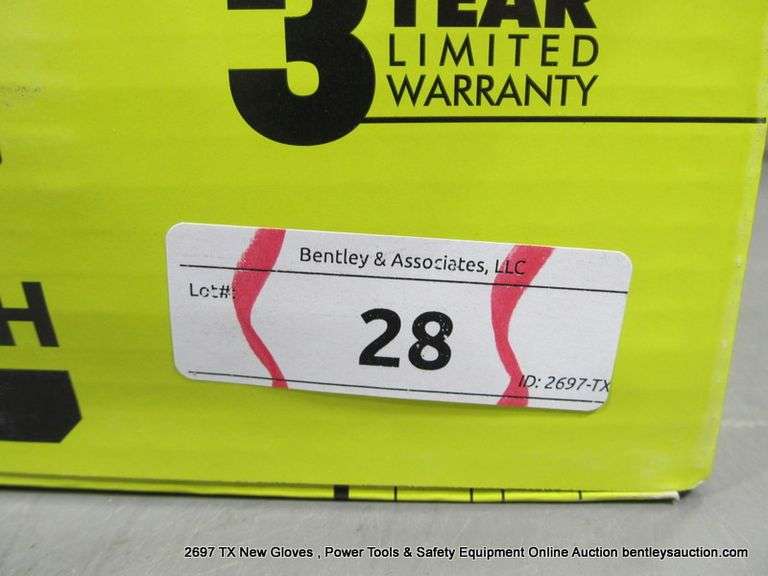 3 YEAR
LIMITED
WARRANTY
Bentley & Associates, LLC
Lot#:
28
ID: 2697-TX
H
2697 TX New Gloves , Power Tools & Safety Equipment Online Auction bentleysauction.com